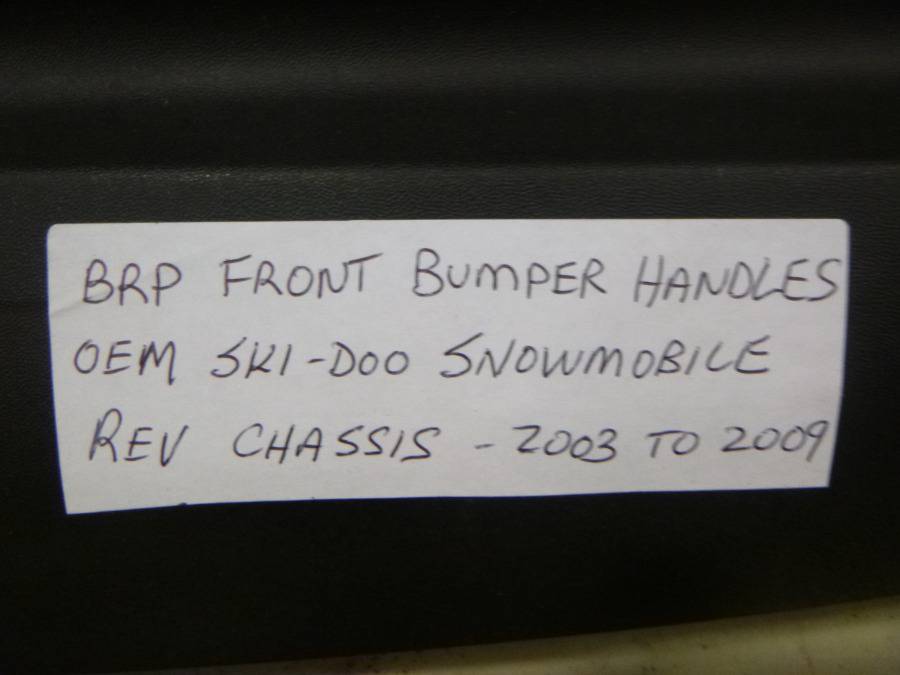 BRP FRONT BUMPER HANDLES
OEM SKI-DOO SNOWMOBILE
REV CHASSIS - 2003 TO 2009